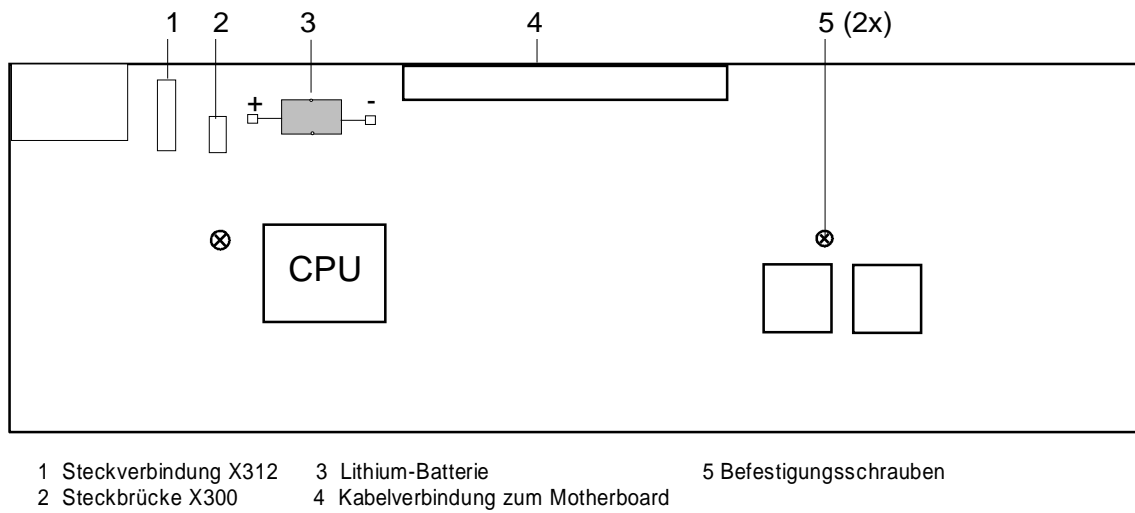 1 2 3 4 5 (2x)
+ -
CPU
1 Steckverbindung X312 3 Lithium-Batterie 5 Befestigungsschrauben
2 Steckbrücke X300 4 Kabelverbindung zum Motherboard